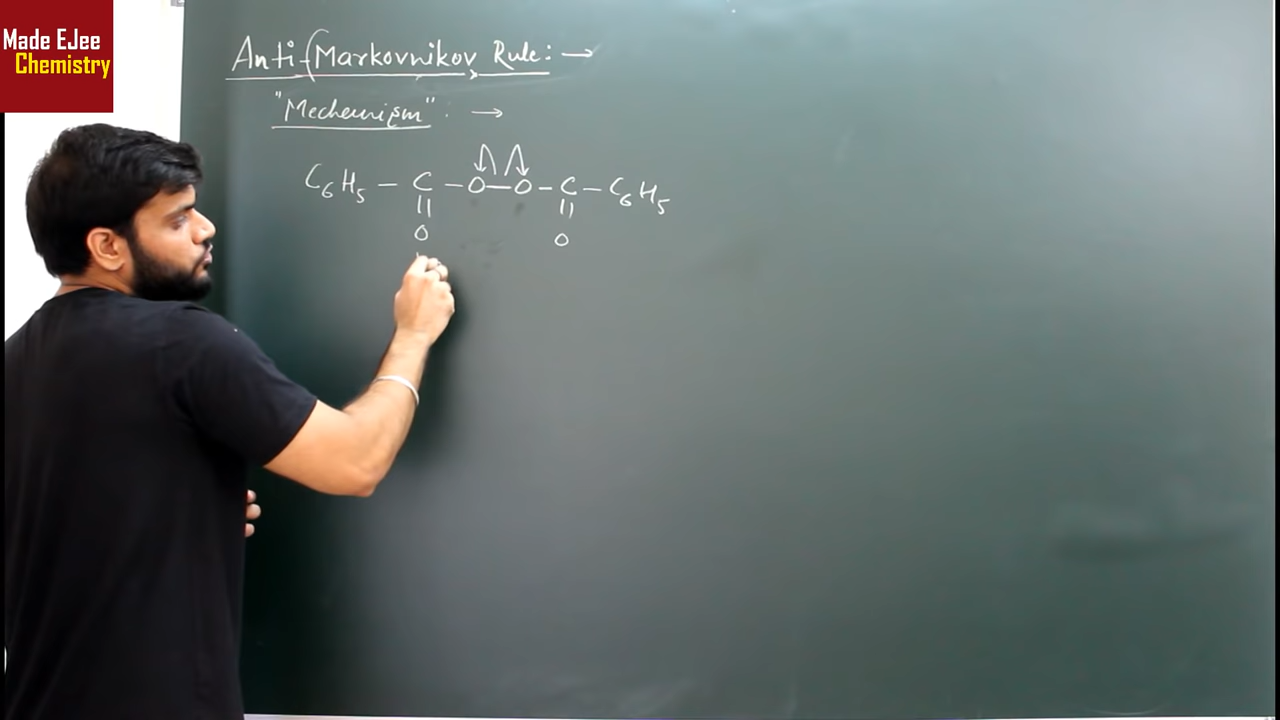 Made EJee
Chemistry
Anti-(Markovnikov Rule: →
"Mechanism": →
C6H5 — C — O — O — C — C6H5
|| ||
O O